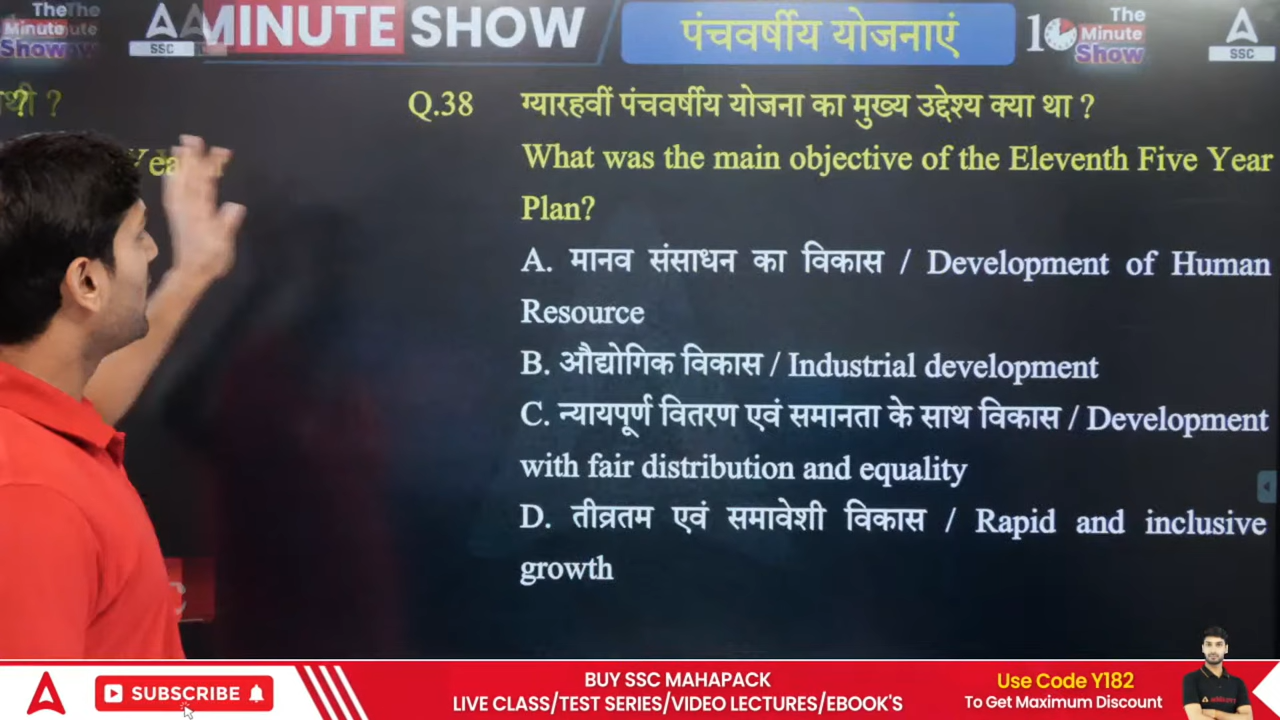 The The
Minute ute
Show
SSC
MINUTE SHOW
पंचवर्षीय योजनाएं
10 The
Minute
Show
SSC
थी ?
Year
Q.38 ग्यारहवीं पंचवर्षीय योजना का मुख्य उद्देश्य क्या था ?
What was the main objective of the Eleventh Five Year
Plan?
A. मानव संसाधन का विकास / Development of Human
Resource
B. औद्योगिक विकास / Industrial development
C. न्यायपूर्ण वितरण एवं समानता के साथ विकास / Development
with fair distribution and equality
D. तीव्रतम एवं समावेशी विकास / Rapid and inclusive
growth
SUBSCRIBE
BUY SSC MAHAPACK
LIVE CLASS/TEST SERIES/VIDEO LECTURES/EBOOK'S
Use Code Y182
To Get Maximum Discount